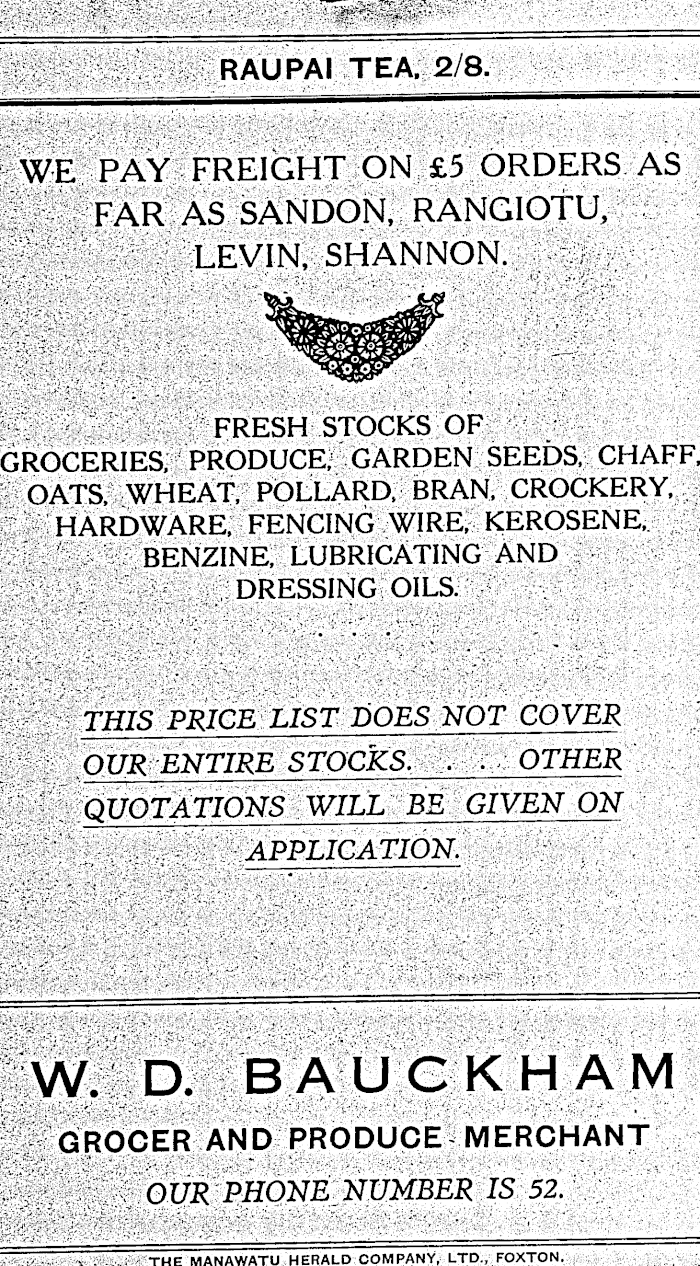 RAUPAI TEA, 2/8.
WE PAY FREIGHT ON £5 ORDERS AS
FAR AS SANDON, RANGIOTU,
LEVIN, SHANNON.
FRESH STOCKS OF
GROCERIES, PRODUCE, GARDEN SEEDS, CHAFF,
OATS, WHEAT, POLLARD, BRAN, CROCKERY,
HARDWARE, FENCING WIRE, KEROSENE,
BENZINE, LUBRICATING AND
DRESSING OILS.
. . . .
THIS PRICE LIST DOES NOT COVER
OUR ENTIRE STOCKS. . . . OTHER
QUOTATIONS WILL BE GIVEN ON
APPLICATION.
W. D. BAUCKHAM
GROCER AND PRODUCE MERCHANT
OUR PHONE NUMBER IS 52.
THE MANAWATU HERALD COMPANY, LTD., FOXTON.